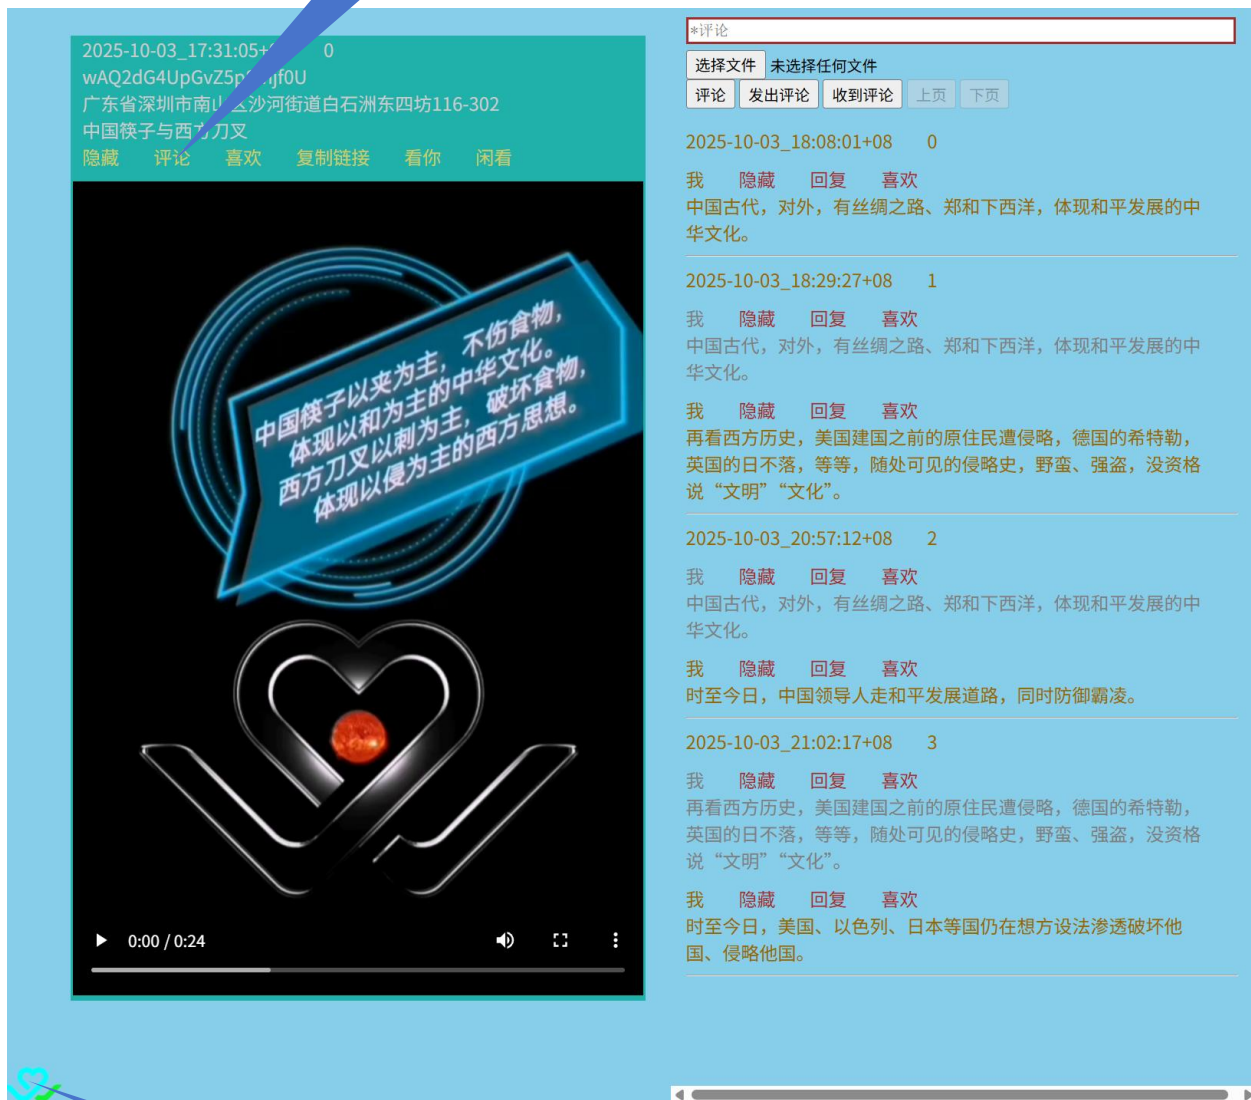 2025-10-03_17:31:05+ 0
wAQ2dG4UpGvZ5p jf0U
广东省深圳市南山区沙河街道白石洲东四坊116-302
中国筷子与西方刀叉
隐藏 评论 喜欢 复制链接 看你 闲看
中国筷子以夹为主，不伤食物，
体现以和为主的中华文化。
西方刀叉以刺为主，破坏食物，
体现以侵为主的西方思想。
0:00 / 0:24
*评论
选择文件 未选择任何文件
评论 发出评论 收到评论 上页 下页
2025-10-03_18:08:01+08 0
我 隐藏 回复 喜欢
中国古代，对外，有丝绸之路、郑和下西洋，体现和平发展的中
华文化。
2025-10-03_18:29:27+08 1
我 隐藏 回复 喜欢
中国古代，对外，有丝绸之路、郑和下西洋，体现和平发展的中
华文化。
我 隐藏 回复 喜欢
再看西方历史，美国建国之前的原住民遭侵略，德国的希特勒，
英国的日不落，等等，随处可见的侵略史，野蛮、强盗，没资格
说“文明”“文化”。
2025-10-03_20:57:12+08 2
我 隐藏 回复 喜欢
中国古代，对外，有丝绸之路、郑和下西洋，体现和平发展的中
华文化。
我 隐藏 回复 喜欢
时至今日，中国领导人走和平发展道路，同时防御霸凌。
2025-10-03_21:02:17+08 3
我 隐藏 回复 喜欢
再看西方历史，美国建国之前的原住民遭侵略，德国的希特勒，
英国的日不落，等等，随处可见的侵略史，野蛮、强盗，没资格
说“文明”“文化”。
我 隐藏 回复 喜欢
时至今日，美国、以色列、日本等国仍在想方设法渗透破坏他
国、侵略他国。